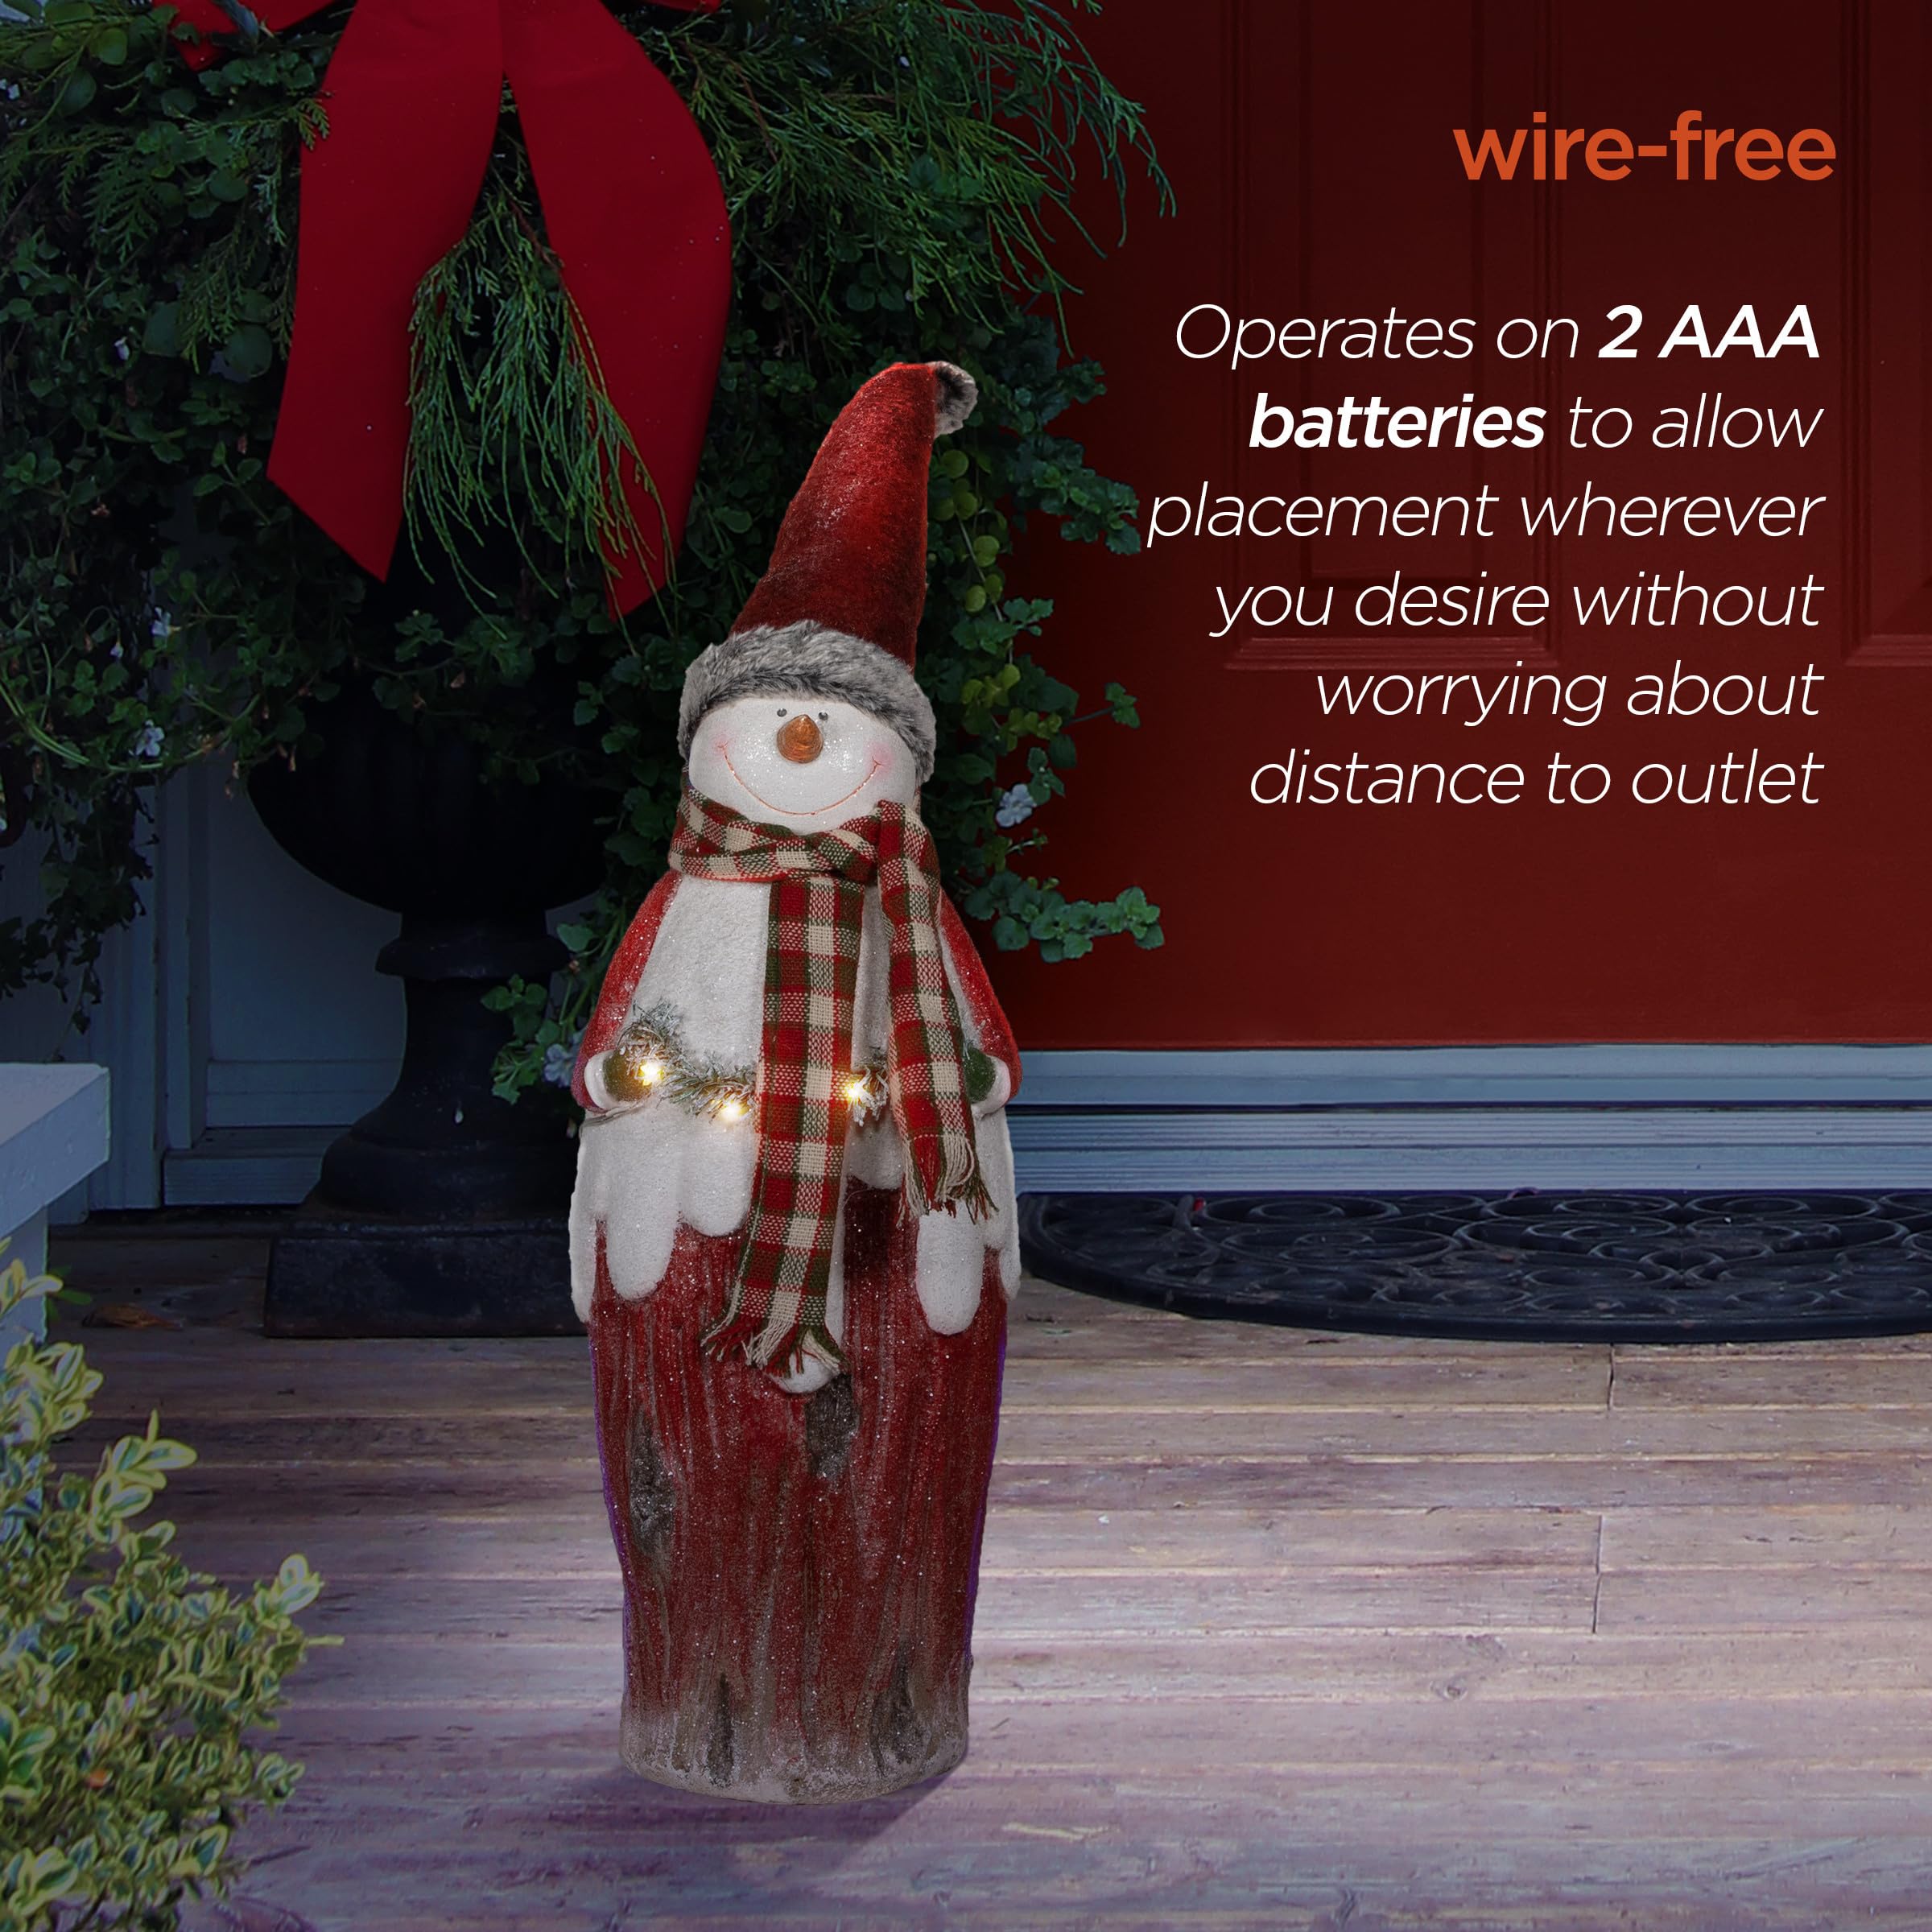 wire-free
Operates on 2 AAA
batteries to allow
placement wherever
you desire without
worrying about
distance to outlet